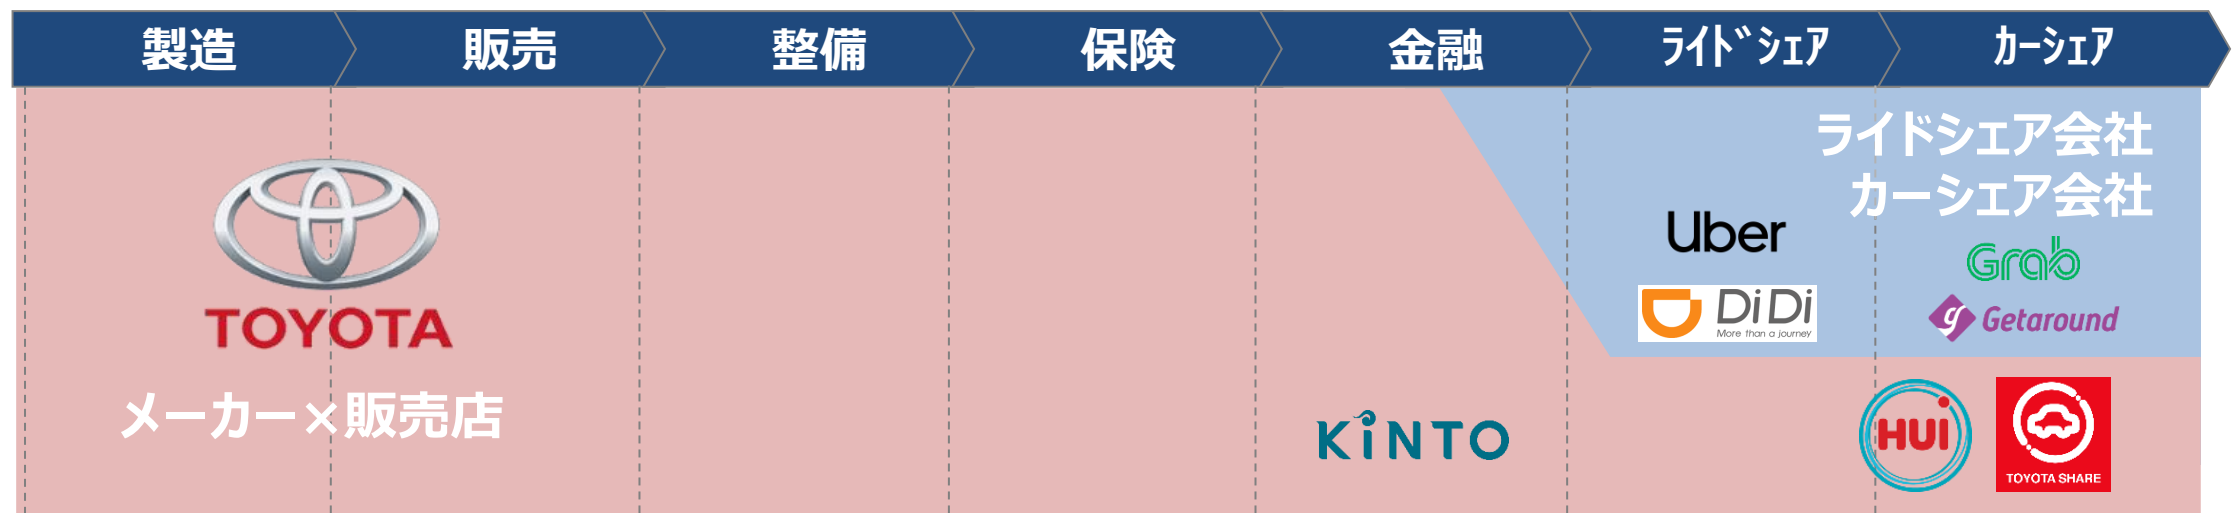 製造
販売
整備
保険
金融
ﾗｲﾄﾞｼｪｱ
ｶｰｼｪｱ
ライドシェア会社
カーシェア会社
Uber
Grab
DiDi
More than a journey
Getaround
TOYOTA
メーカー×販売店
KiNTO
HUi
TOYOTA SHARE